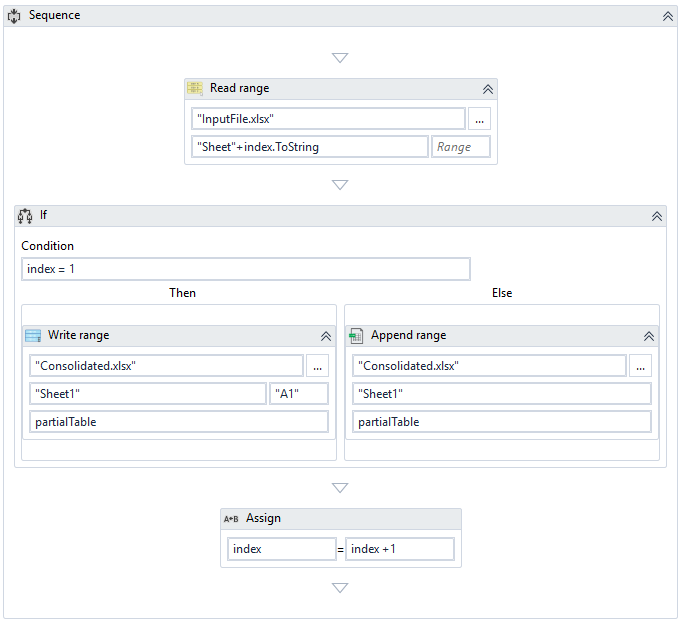 Sequence
Read range
"InputFile.xlsx"
...
"Sheet"+index.ToString
Range
If
Condition
index = 1
Then
Else
Write range
Append range
"Consolidated.xlsx"
...
"Consolidated.xlsx"
...
"Sheet1"
"A1"
"Sheet1"
partialTable
partialTable
A*B Assign
index = index +1